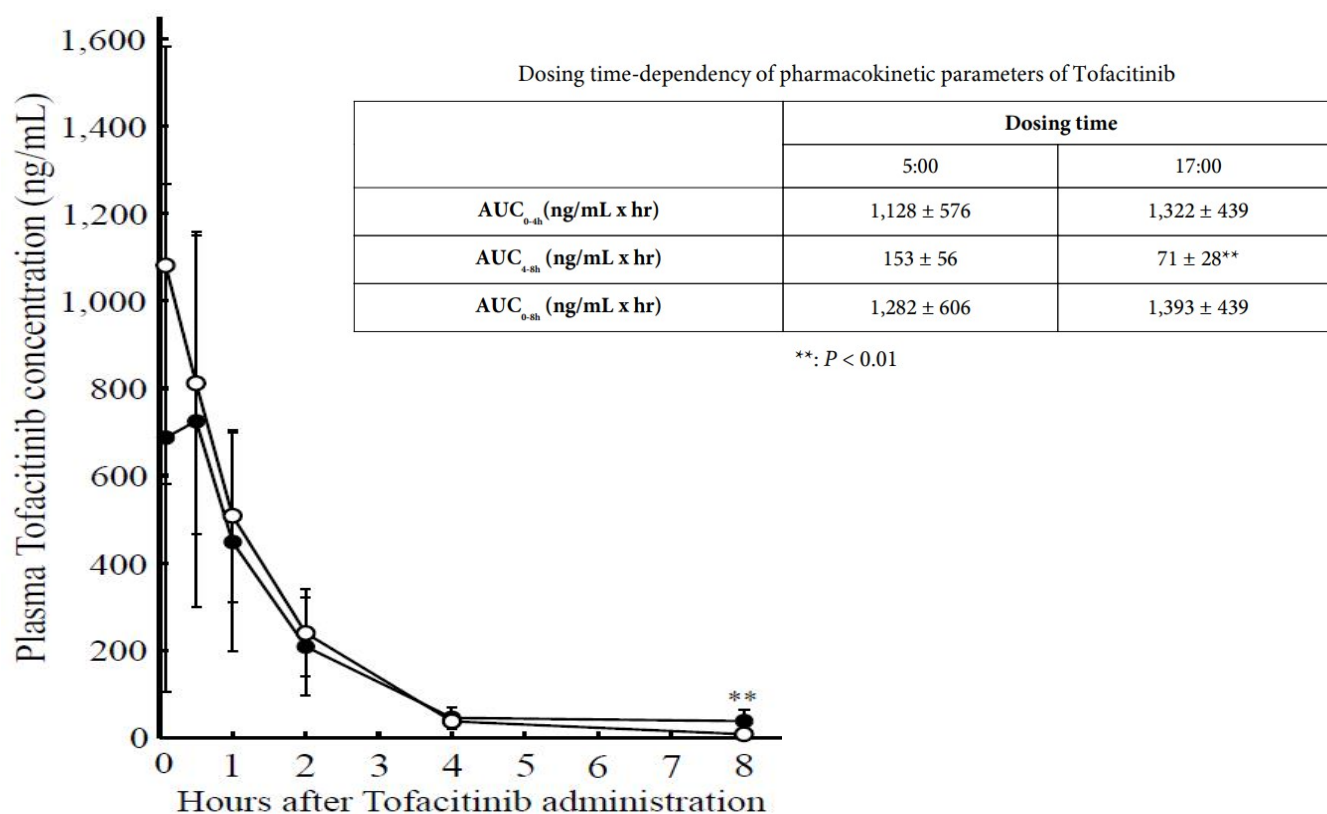 Dosing time-dependency of pharmacokinetic parameters of Tofacitinib
Dosing time
5:00 17:00
AUC0-4h(ng/mL x hr) 1,128 ± 576 1,322 ± 439
AUC4-8h (ng/mL x hr) 153 ± 56 71 ± 28**
AUC0-8h (ng/mL x hr) 1,282 ± 606 1,393 ± 439
**: P < 0.01
Plasma Tofacitinib concentration (ng/mL)
1,600
1,400
1,200
1,000
800
600
400
200
0
**
0 1 2 3 4 5 6 7 8
Hours after Tofacitinib administration